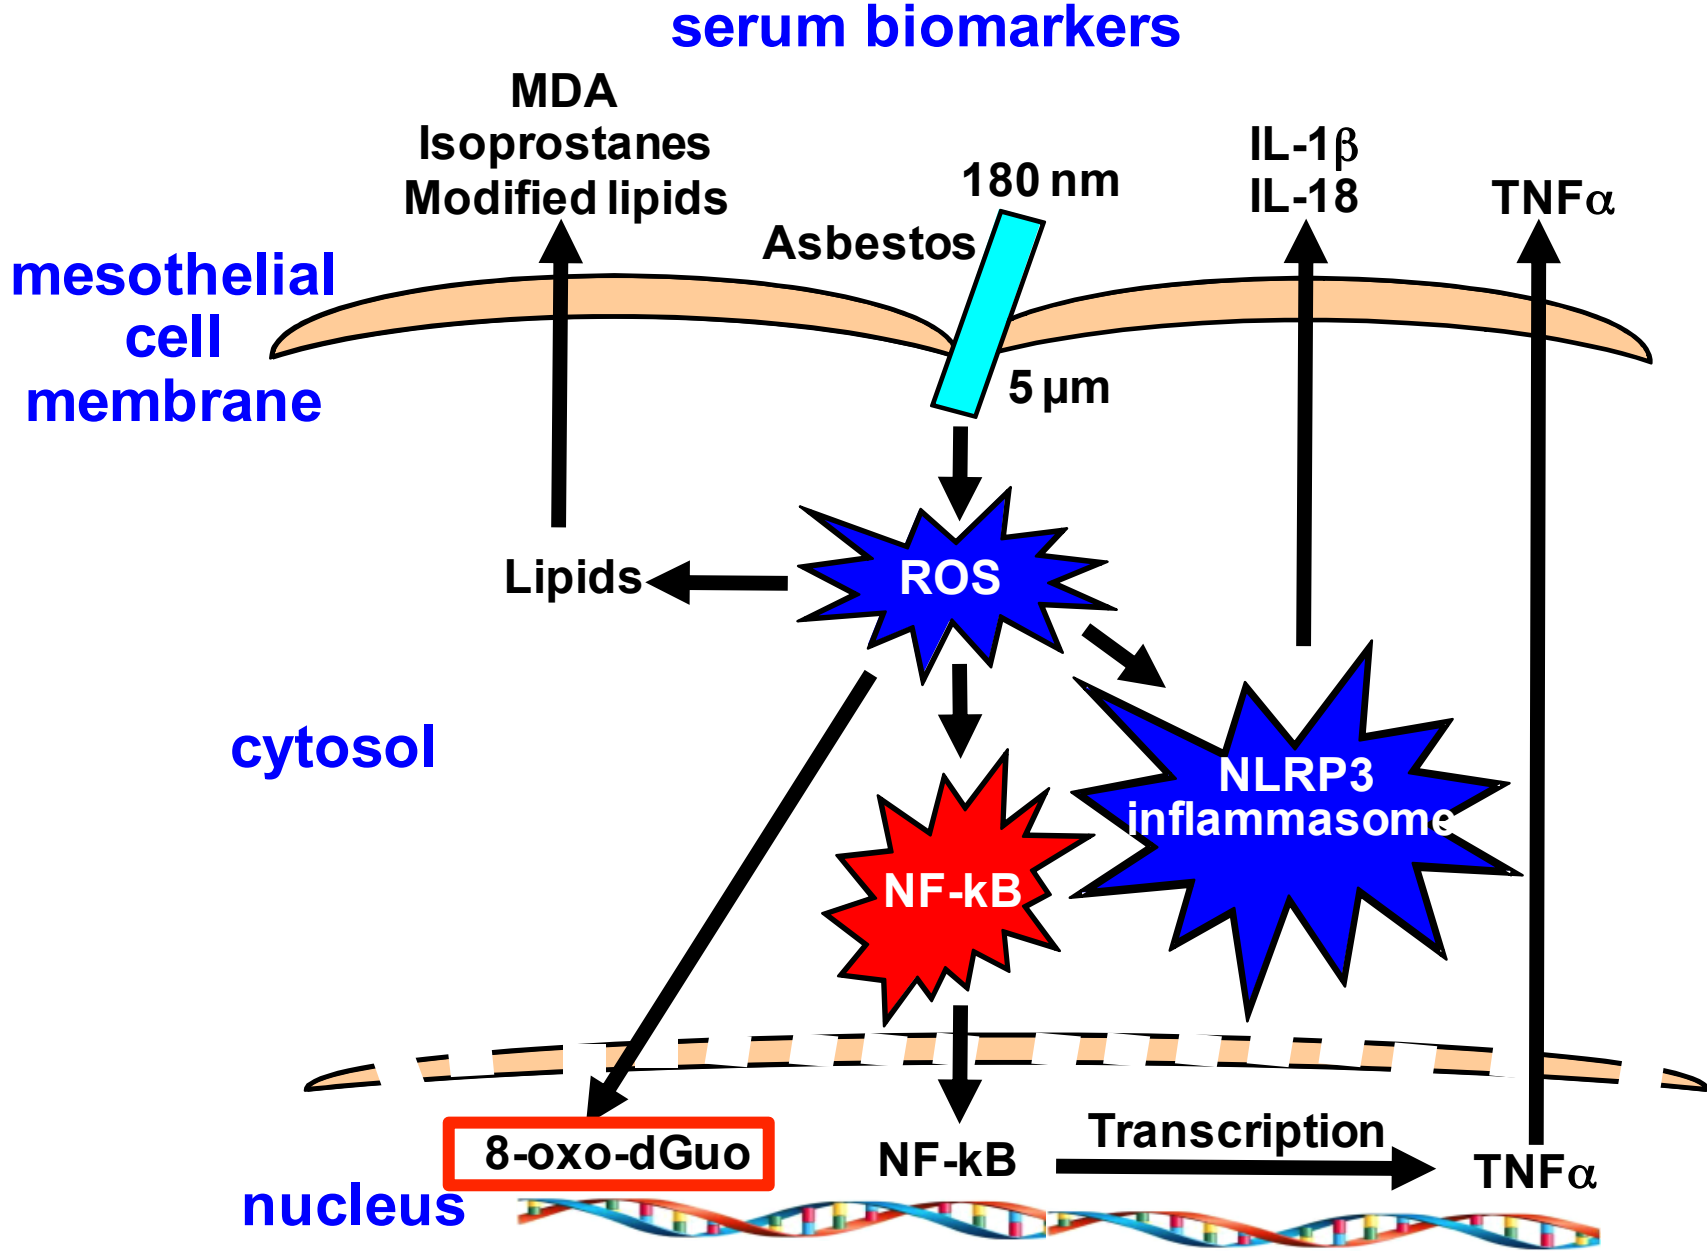 serum biomarkers
MDA
Isoprostanes
Modified lipids
180 nm
Asbestos
IL-1β
IL-18
TNFα
mesothelial
cell
membrane
5 µm
ROS
Lipids
cytosol
NLRP3
inflammasome
NF-kB
Transcription
8-oxo-dGuo
NF-kB
TNFα
nucleus